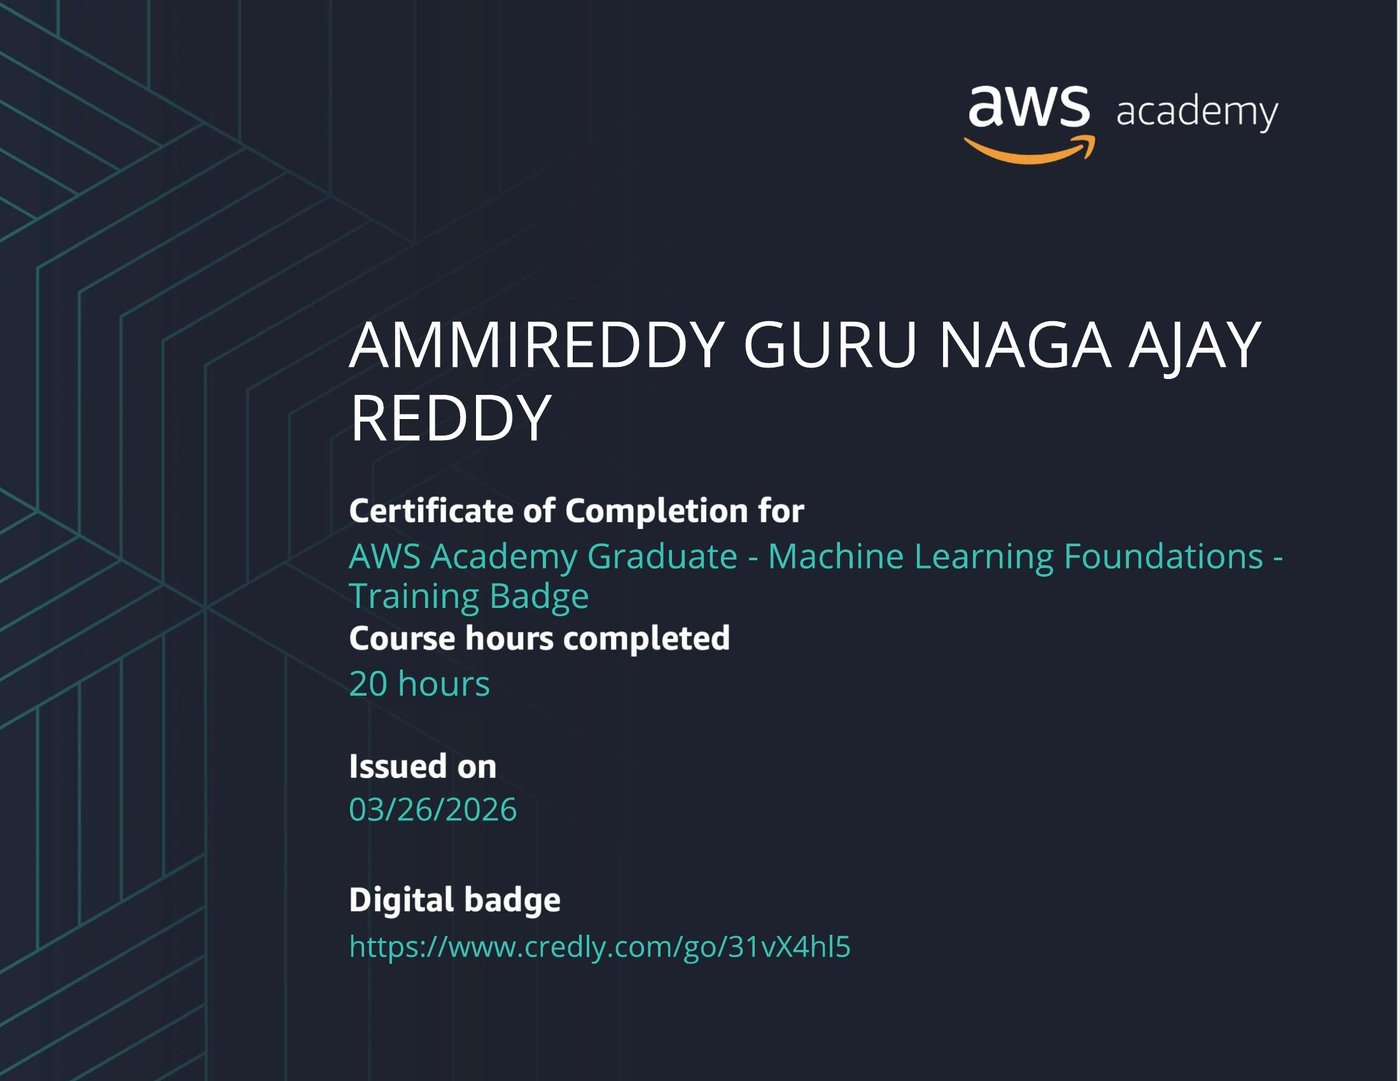 aws academy
AMMIREDDY GURU NAGA AJAY
REDDY
Certificate of Completion for
AWS Academy Graduate - Machine Learning Foundations -
Training Badge
Course hours completed
20 hours
Issued on
03/26/2026
Digital badge
https://www.credly.com/go/31vX4hl5